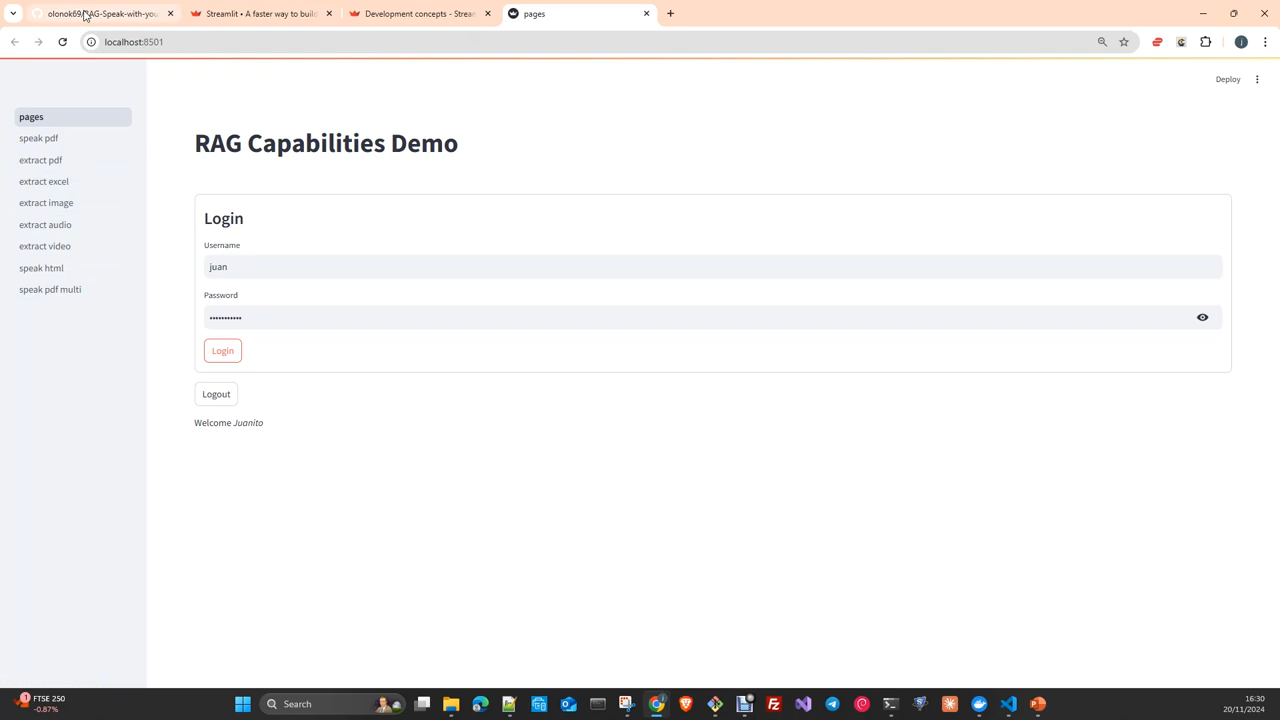 olonok69/RAG-Speak-with-you
Streamlit • A faster way to build
Development concepts - Strea
pages
localhost:8501
Deploy
pages
speak pdf
extract pdf
extract excel
extract image
extract audio
extract video
speak html
speak pdf multi
RAG Capabilities Demo
Login
Username
juan
Password
•••••••••••
Login
Logout
Welcome Juanito
1
FTSE 250
-0.87%
Search
16:30
20/11/2024